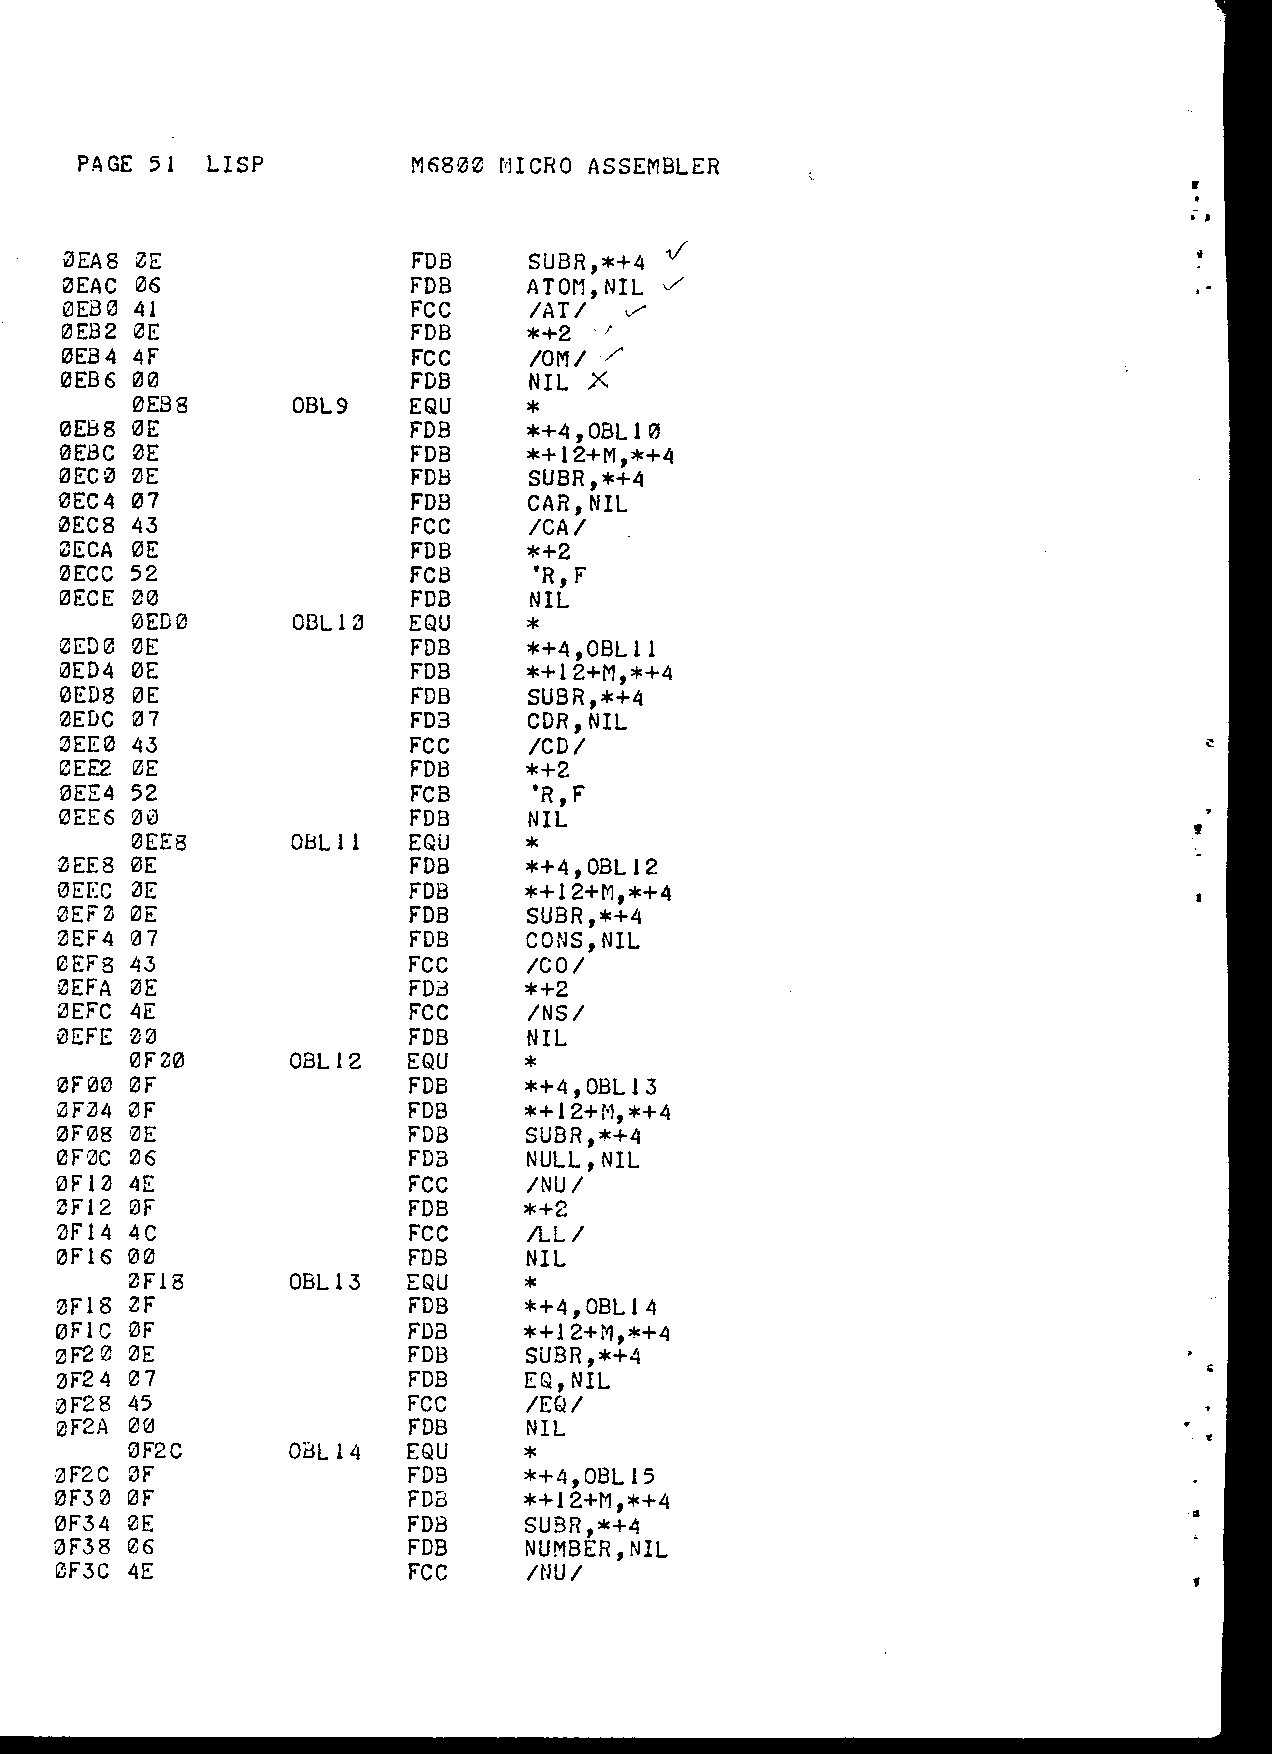 PAGE 51  LISP          M6800 MICRO ASSEMBLER
0EA8 0E                FDB     SUBR,*+4 ✓
0EAC 06                FDB     ATOM,NIL ✓
0EB0 41                FCC     /AT/ ✓
0EB2 0E                FDB     *+2 ✓
0EB4 4F                FCC     /OM/ ✓
0EB6 00                FDB     NIL X
     0EB8      OBL9    EQU     *
0EB8 0E                FDB     *+4,OBL10
0EBC 0E                FDB     *+12+M,*+4
0EC0 0E                FDB     SUBR,*+4
0EC4 07                FDB     CAR,NIL
0EC8 43                FCC     /CA/
0ECA 0E                FDB     *+2
0ECC 52                FCB     'R,F
0ECE 00                FDB     NIL
     0ED0      OBL10   EQU     *
0ED0 0E                FDB     *+4,OBL11
0ED4 0E                FDB     *+12+M,*+4
0ED8 0E                FDB     SUBR,*+4
0EDC 07                FDB     CDR,NIL
0EE0 43                FCC     /CD/
0EE2 0E                FDB     *+2
0EE4 52                FCB     'R,F
0EE6 00                FDB     NIL
     0EE8      OBL11   EQU     *
0EE8 0E                FDB     *+4,OBL12
0EEC 0E                FDB     *+12+M,*+4
0EF0 0E                FDB     SUBR,*+4
0EF4 07                FDB     CONS,NIL
0EF8 43                FCC     /CO/
0EFA 0E                FDB     *+2
0EFC 4E                FCC     /NS/
0EFE 00                FDB     NIL
     0F00      OBL12   EQU     *
0F00 0F                FDB     *+4,OBL13
0F04 0F                FDB     *+12+M,*+4
0F08 0E                FDB     SUBR,*+4
0F0C 06                FDB     NULL,NIL
0F10 4E                FCC     /NU/
0F12 0F                FDB     *+2
0F14 4C                FCC     /LL/
0F16 00                FDB     NIL
     0F18      OBL13   EQU     *
0F18 0F                FDB     *+4,OBL14
0F1C 0F                FDB     *+12+M,*+4
0F20 0E                FDB     SUBR,*+4
0F24 07                FDB     EQ,NIL
0F28 45                FCC     /EQ/
0F2A 00                FDB     NIL
     0F2C      OBL14   EQU     *
0F2C 0F                FDB     *+4,OBL15
0F30 0F                FDB     *+12+M,*+4
0F34 0E                FDB     SUBR,*+4
0F38 06                FDB     NUMBER,NIL
0F3C 4E                FCC     /NU/